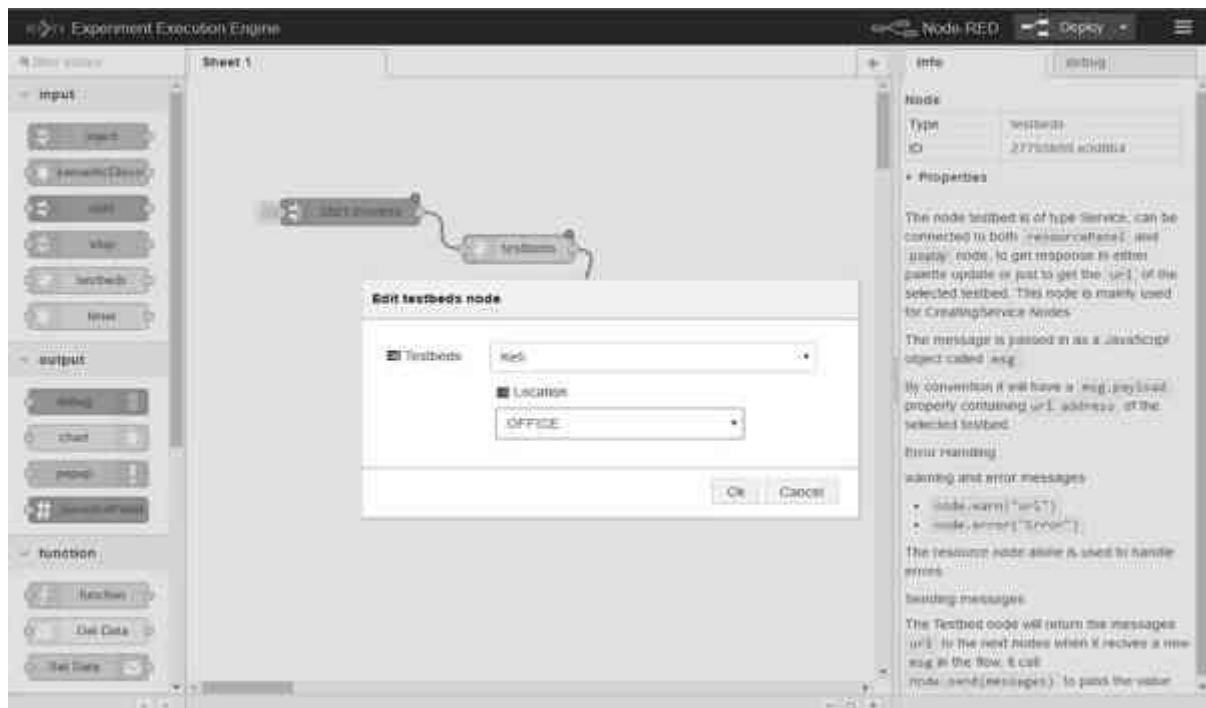 Experiment Execution Engine
Node-RED
Deploy
Sheet 1
+
info
debug
input
inject
stop
testbeds
timer
output
debug
chart
popup
function
function
Get Data
Set Data
Start process
testbeds
Edit testbeds node
Testbeds
KeS
Location
OFFICE
Ok
Cancel
Node
Type
testbeds
ID
Properties
The node testbed is of type Service, can be
connected to both resourcePanel and
popup node, to get response in either
palette update or just to get the url of the
selected testbed. This node is mainly used
for CreatingService Nodes
The message is passed in as a JavaScript
object called msg
By convention it will have a msg.payload
property containing url address of the
selected testbed.
Error Handling
warning and error messages
node.warn("url")
node.error("Error")
The resource node alone is used to handle
errors
Sending messages
The Testbed node will return the messages
url to the next nodes when it recives a new
msg in the flow. It call
node.send(messages) to pass the value